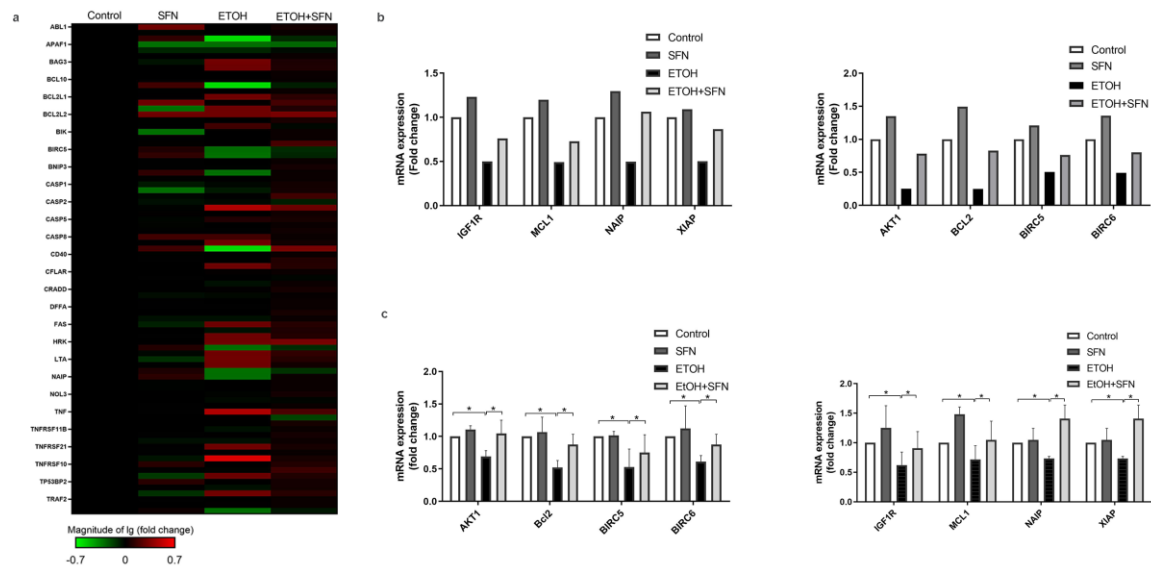 a
Control SFN ETOH ETOH+SFN
ABL1
APAF1
BAG3
BCL10
BCL2L1
BCL2L2
BIK
BIRC5
BNIP3
CASP1
CASP2
CASP5
CASP8
CD40
CFLAR
CRADD
DFFA
FAS
HRK
LTA
NAIP
NOL3
TNF
TNFRSF11B
TNFRSF21
TNFRSF10
TP53BP2
TRAF2
Magnitude of lg (fold change)
-0.7 0 0.7
b
Control
SFN
ETOH
ETOH+SFN
mRNA expression
(Fold change)
1.5
1.0
0.5
0.0
IGF1R MCL1 NAIP XIAP
Control
SFN
ETOH
ETOH+SFN
mRNA expression
(Fold change)
2.0
1.5
1.0
0.5
0.0
AKT1 BCL2 BIRC5 BIRC6
c
Control
SFN
ETOH
EtOH+SFN
mRNA expression
(fold change)
2.0
1.5
1.0
0.5
0.0
* * * * * * * *
AKT1 Bcl2 BIRC5 BIRC6
Control
SFN
ETOH
EtOH+SFN
mRNA expression
(fold change)
2.0
1.5
1.0
0.5
0.0
* * * * * * * *
IGF1R MCL1 NAIP XIAP